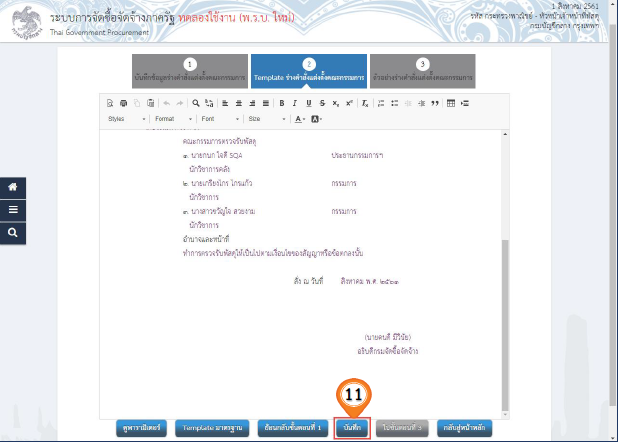 1 สิงหาคม 2561
ระบบการจัดซื้อจัดจ้างภาครัฐ ทดลองใช้งาน (พ.ร.บ. ใหม่)
รหัส กระทรวงพาณิชย์ - หัวหน้าเจ้าหน้าที่พัสดุ
Thai Government Procurement
กรมบัญชีกลาง กรุงเทพฯ
1 2 3
บันทึกข้อมูลร่างคำสั่งแต่งตั้งคณะกรรมการ Template ร่างคำสั่งแต่งตั้งคณะกรรมการ ตัวอย่างร่างคำสั่งแต่งตั้งคณะกรรมการ
Styles Format Font Size
คณะกรรมการตรวจรับพัสดุ
๑. นายกนก ใจดี SQA ประธานกรรมการฯ
นักวิชาการคลัง
๒. นายเกรียงไกร ไกรแก้ว กรรมการ
นักวิชาการ
๓. นางสาวขวัญใจ สวยงาม กรรมการ
นักวิชาการ
อำนาจและหน้าที่
ทำการตรวจรับพัสดุให้เป็นไปตามเงื่อนไขของสัญญาหรือข้อตกลงนั้น
สั่ง ณ วันที่ สิงหาคม พ.ศ. ๒๕๖๑
(นายคนดี มีวินัย)
อธิบดีกรมจัดซื้อจัดจ้าง
11
ดูพารามิเตอร์ Template มาตรฐาน ย้อนกลับขั้นตอนที่ 1 บันทึก ไปขั้นตอนที่ 3 กลับสู่หน้าหลัก